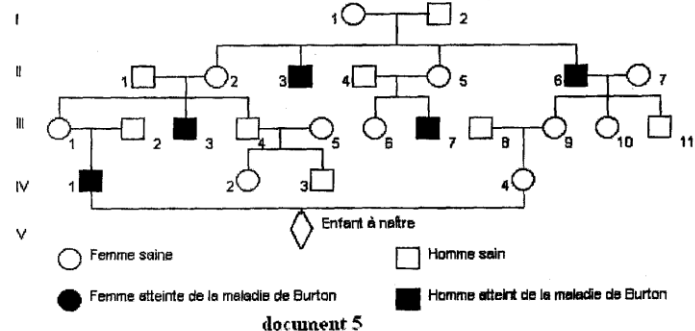 I
1 2
II
1 2 3 4 5 6 7
III
1 2 3 4 5 6 7 8 9 10 11
IV
1 2 3 4
V
Enfant à naître
Femme saine
Homme sain
Femme atteinte de la maladie de Burton
Homme atteint de la maladie de Burton
document 5